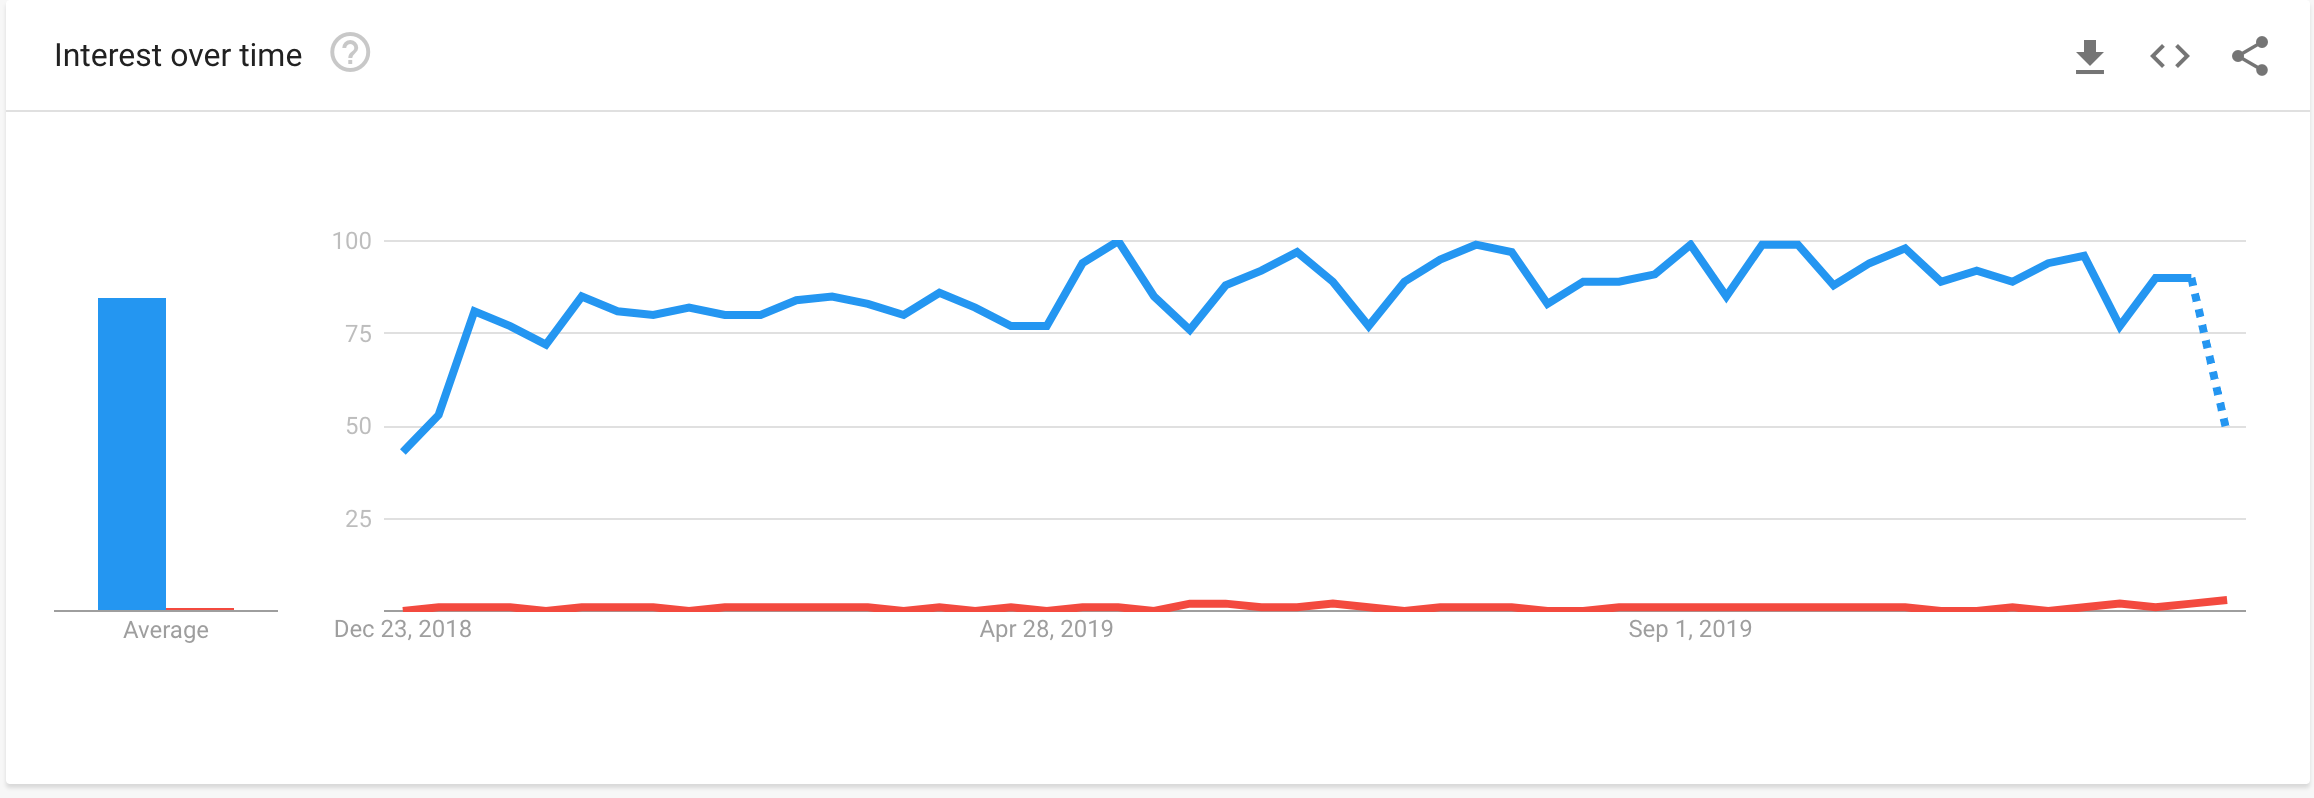 Interest over time
100
75
50
25
Average
Dec 23, 2018
Apr 28, 2019
Sep 1, 2019